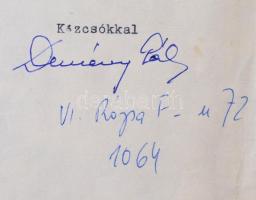 Kézcsókkal
Demény Pál
VI. Rózsa F- u 72
1064